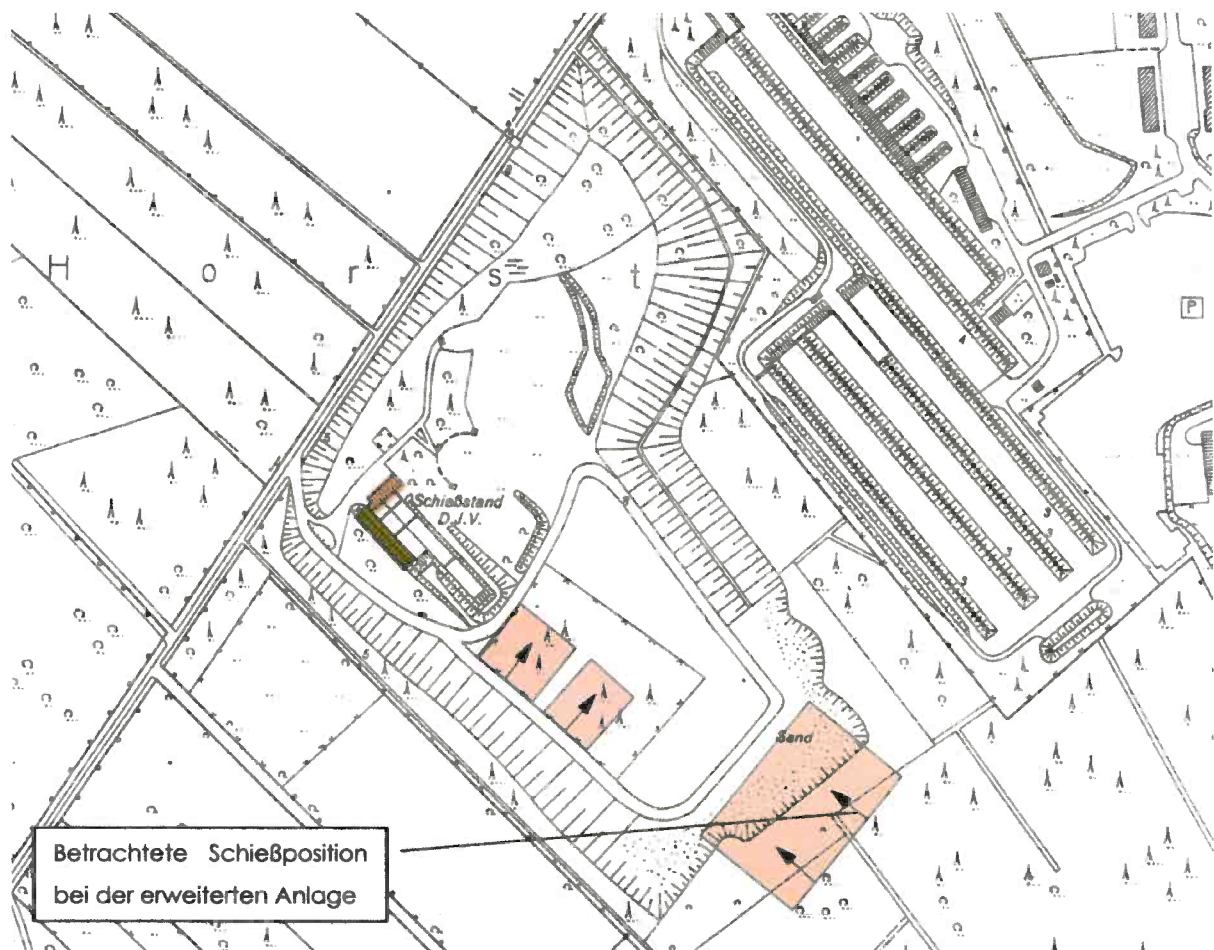 H o r s t
P
Schießstand
D.J.V.
Sand
Betrachtete Schießposition
bei der erweiterten Anlage